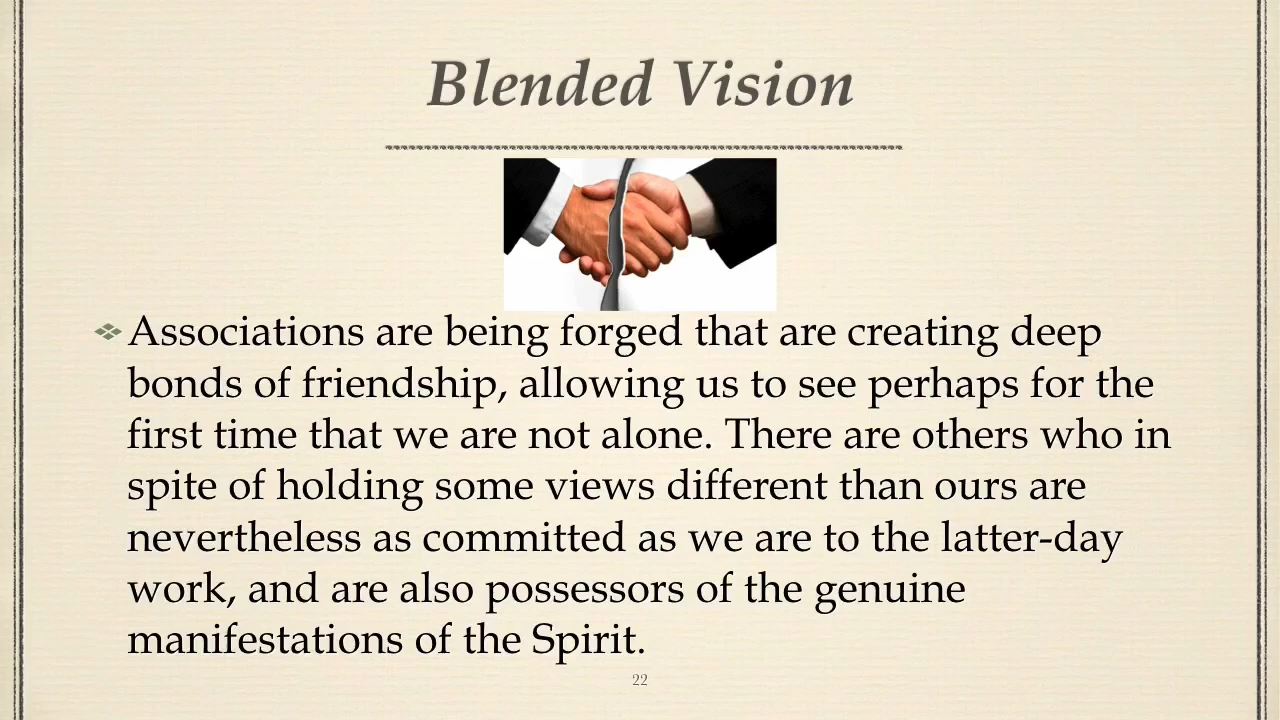 Blended Vision
Associations are being forged that are creating deep
bonds of friendship, allowing us to see perhaps for the
first time that we are not alone. There are others who in
spite of holding some views different than ours are
nevertheless as committed as we are to the latter-day
work, and are also possessors of the genuine
manifestations of the Spirit.
22